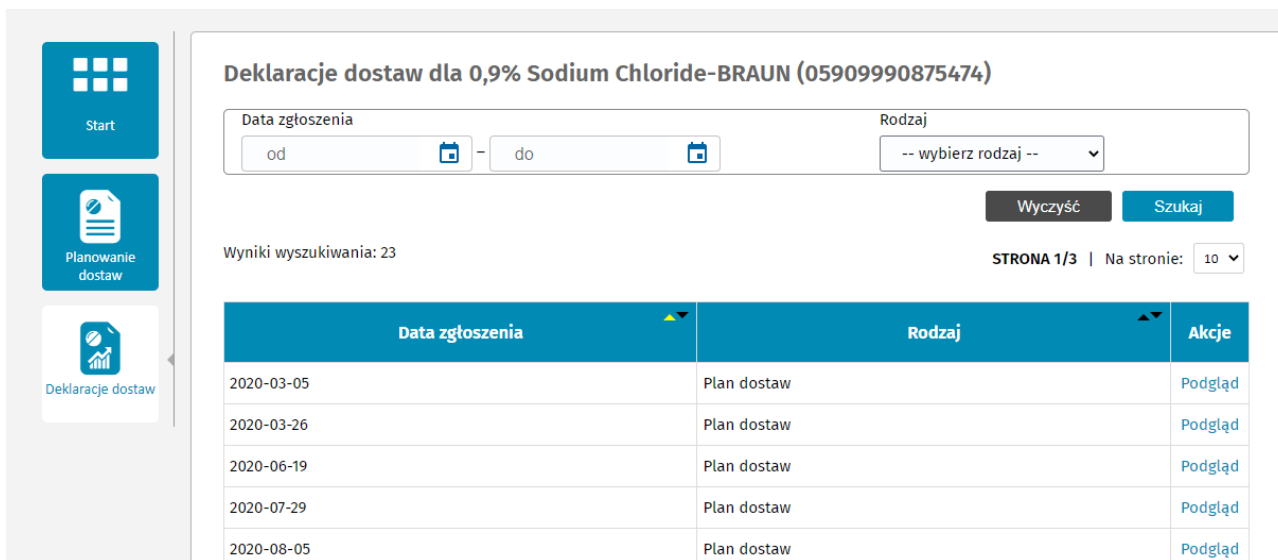 Start
Planowanie
dostaw
Deklaracje dostaw
Deklaracje dostaw dla 0,9% Sodium Chloride-BRAUN (05909990875474)
Data zgłoszenia
Rodzaj
od – do
-- wybierz rodzaj --
Wyczyść Szukaj
Wyniki wyszukiwania: 23
STRONA 1/3 | Na stronie: 10
Data zgłoszenia Rodzaj Akcje
2020-03-05 Plan dostaw Podgląd
2020-03-26 Plan dostaw Podgląd
2020-06-19 Plan dostaw Podgląd
2020-07-29 Plan dostaw Podgląd
2020-08-05 Plan dostaw Podgląd